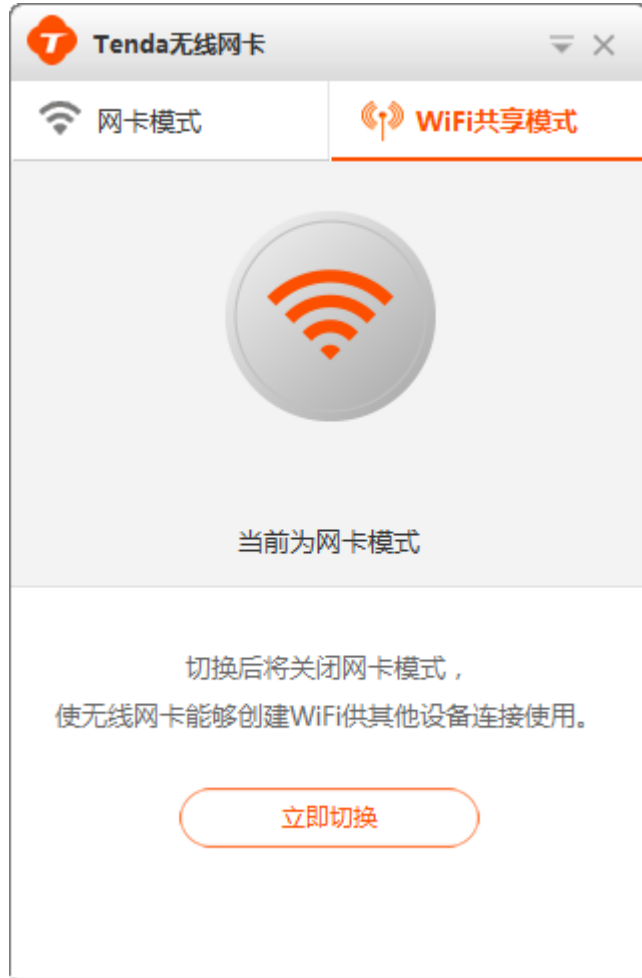 Tenda无线网卡
网卡模式
WiFi共享模式
当前为网卡模式
切换后将关闭网卡模式，
使无线网卡能够创建WiFi供其他设备连接使用。
立即切换